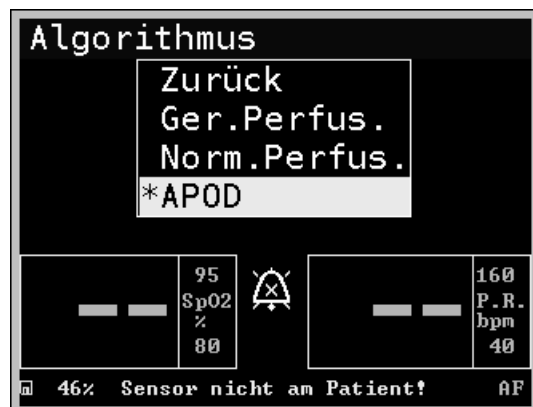 Algorithmus
Zurück
Ger.Perfus.
Norm.Perfus.
*APOD
-- 95 SpO2 % 80
-- 160 P.R. bpm 40
46% Sensor nicht am Patient! AF